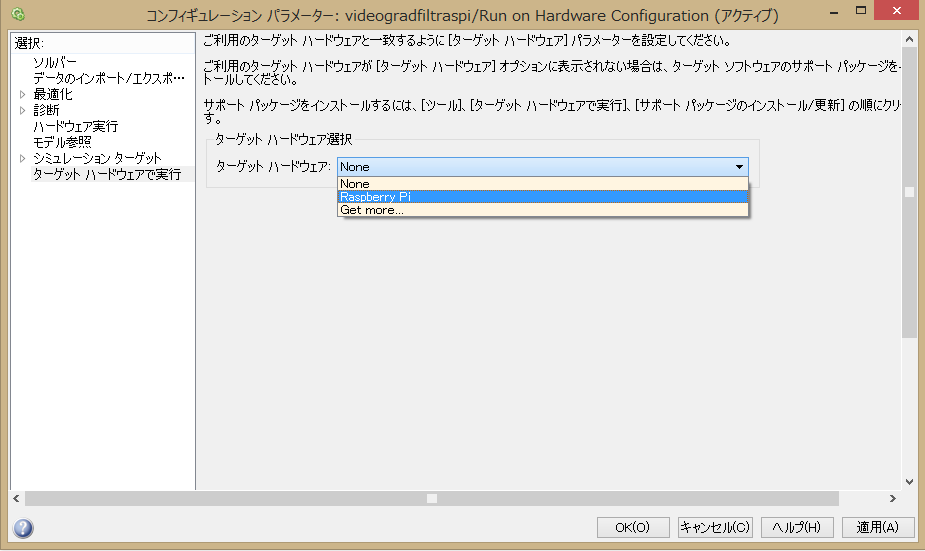 コンフィギュレーション パラメーター: videogradfiltraspi/Run on Hardware Configuration (アクティブ)
選択:
ソルバー
データのインポート/エクスポ…
最適化
診断
ハードウェア実行
モデル参照
シミュレーション ターゲット
ターゲット ハードウェアで実行
ご利用のターゲット ハードウェアと一致するように [ターゲット ハードウェア] パラメーターを設定してください。
ご利用のターゲット ハードウェアが [ターゲット ハードウェア] オプションに表示されない場合は、ターゲット ソフトウェアのサポート パッケージを
トールしてください。
サポート パッケージをインストールするには、[ツール]、[ターゲット ハードウェアで実行]、[サポート パッケージのインストール/更新] の順にクリ
す。
ターゲット ハードウェア選択
ターゲット ハードウェア: None
None
Raspberry Pi
Get more...
OK(O) キャンセル(C) ヘルプ(H) 適用(A)